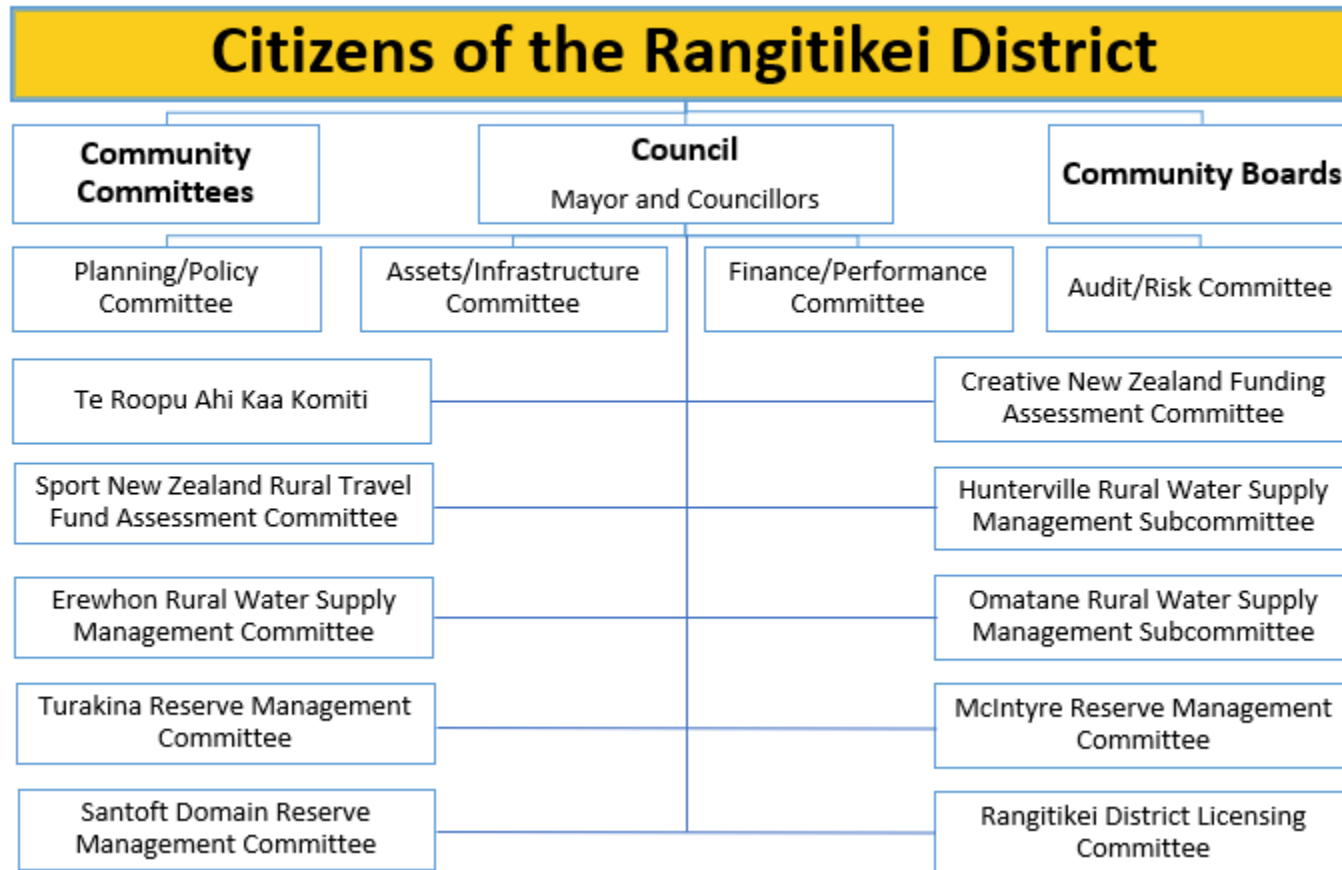 Citizens of the Rangitikei District
Community
Committees
Council
Mayor and Councillors
Community Boards
Planning/Policy
Committee
Assets/Infrastructure
Committee
Finance/Performance
Committee
Audit/Risk Committee
Te Roopu Ahi Kaa Komiti
Creative New Zealand Funding
Assessment Committee
Sport New Zealand Rural Travel
Fund Assessment Committee
Hunterville Rural Water Supply
Management Subcommittee
Erewhon Rural Water Supply
Management Committee
Omatane Rural Water Supply
Management Subcommittee
Turakina Reserve Management
Committee
McIntyre Reserve Management
Committee
Santoft Domain Reserve
Management Committee
Rangitikei District Licensing
Committee